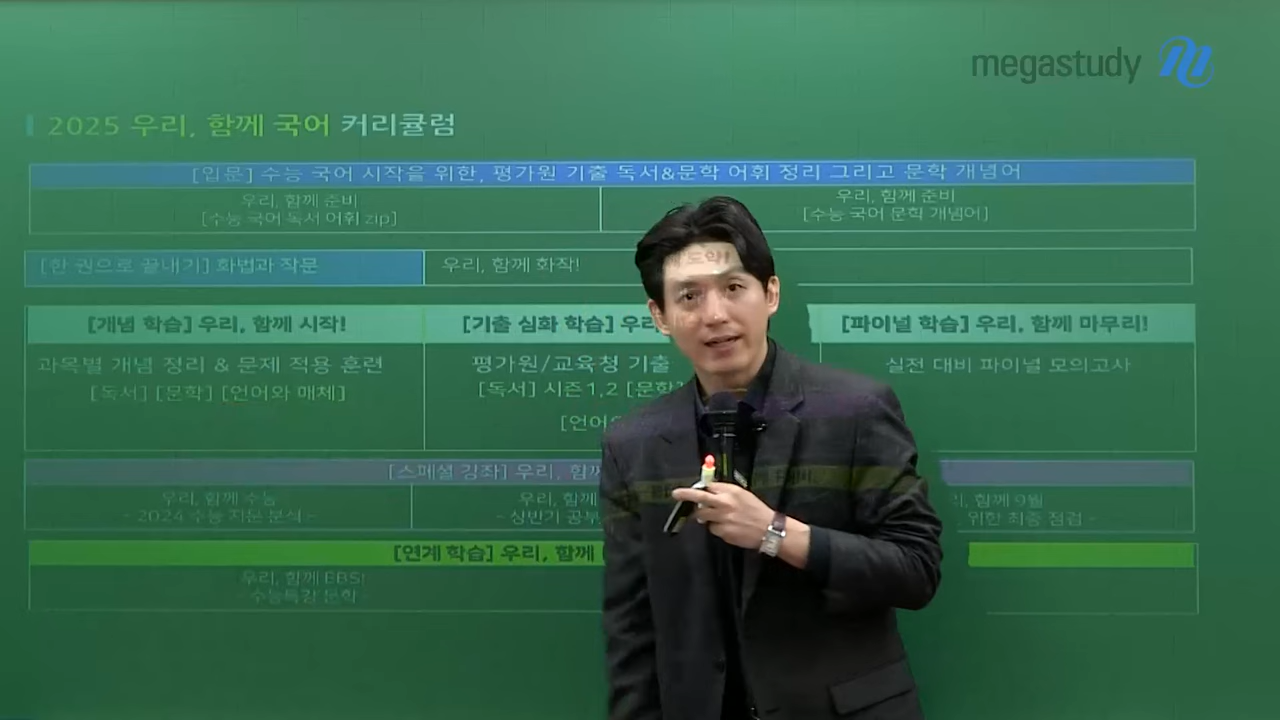 megastudy
2025 우리, 함께 국어 커리큘럼
[입문] 수능 국어 시작을 위한, 평가원 기출 독서&문학 어휘 정리 그리고 문학 개념어
우리, 함께 준비
[수능 국어 독서 어휘 zip]
우리, 함께 준비
[수능 국어 문학 개념어]
[한 권으로 끝내기] 화법과 작문
우리, 함께 화작!
[개념 학습] 우리, 함께 시작!
과목별 개념 정리 & 문제 적용 훈련
[독서] [문학] [언어와 매체]
[기출 심화 학습] 우리
도약!
평가원/교육청 기출
[독서] 시즌1,2 [문학]
[언어
[파이널 학습] 우리, 함께 마무리!
실전 대비 파이널 모의고사
[스페셜 강좌] 우리, 함께
우리, 함께 수능
- 2024 수능 지문 분석 -
우리, 함께
- 상반기 공부
함께 9월
위한 최종 점검 -
[연계 학습] 우리, 함께
우리, 함께 EBS!
- 수능특강 문학 -